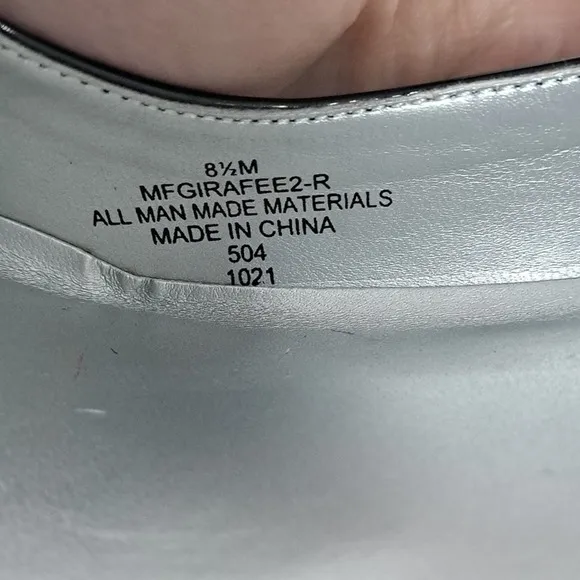 8½M
MFGIRAFEE2-R
ALL MAN MADE MATERIALS
MADE IN CHINA
504
1021